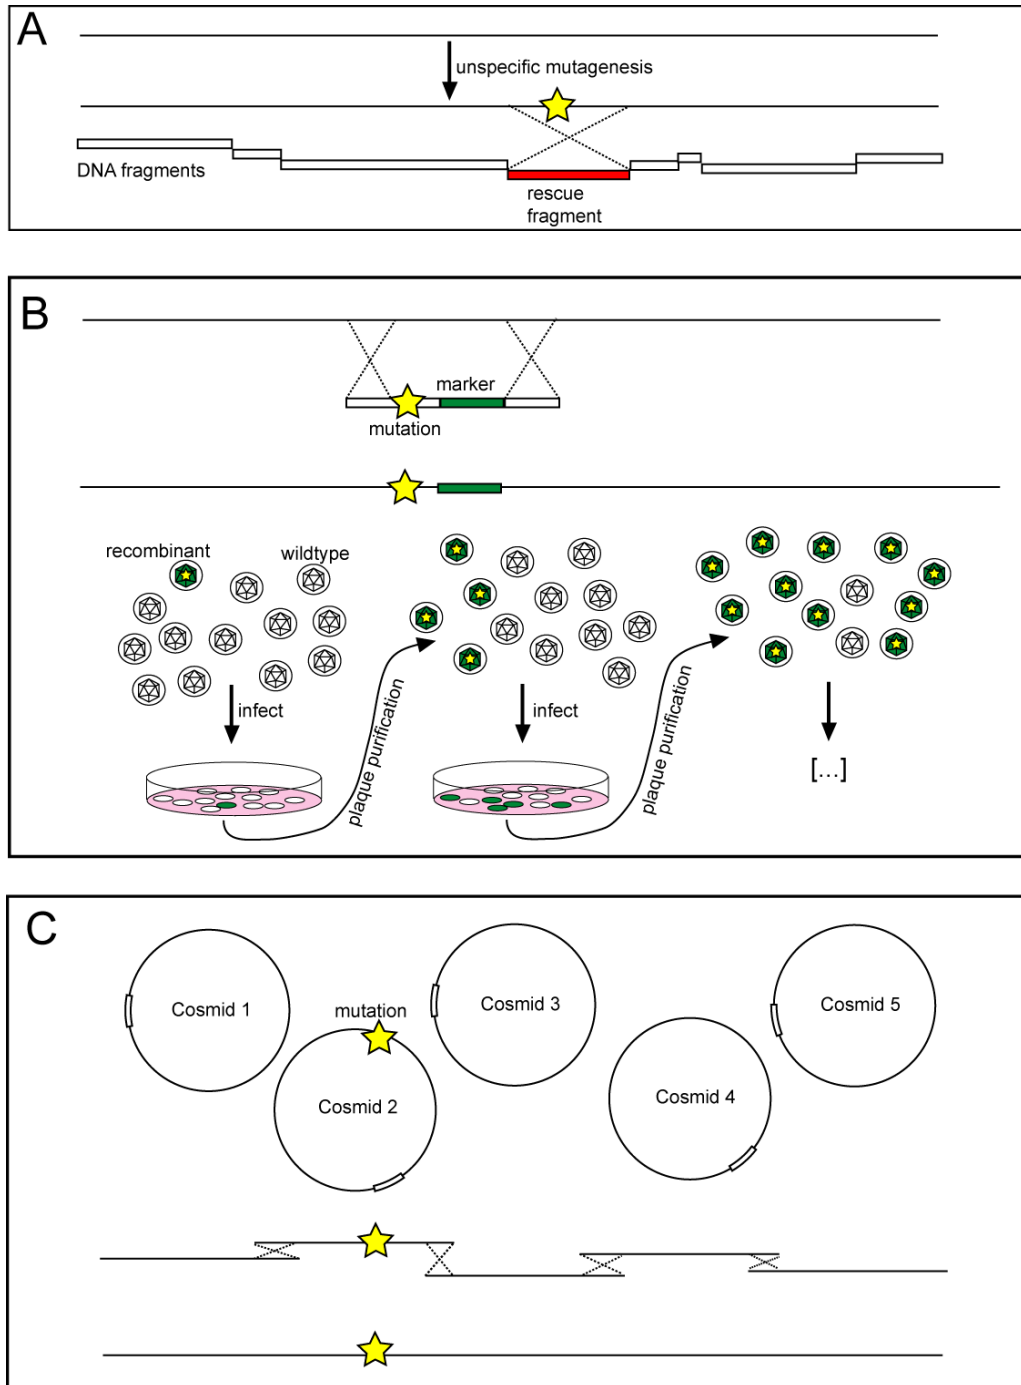 A
unspecific mutagenesis
DNA fragments
rescue
fragment
B
marker
mutation
recombinant
wildtype
infect
plaque purification
infect
plaque purification
[...]
C
Cosmid 1
mutation
Cosmid 2
Cosmid 3
Cosmid 4
Cosmid 5